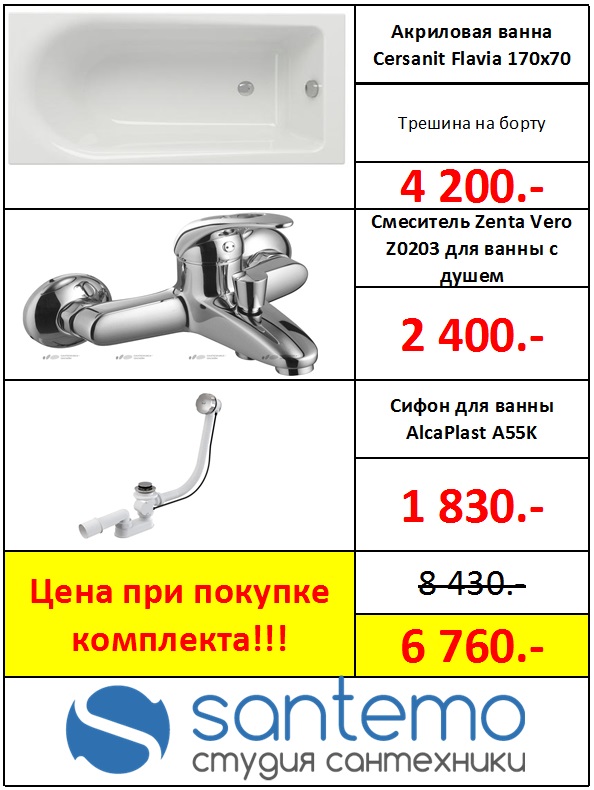 Акриловая ванна
Cersanit Flavia 170х70
Трешина на борту
4 200.-
Смеситель Zenta Vero
Z0203 для ванны с
душем
2 400.-
Сифон для ванны
AlcaPlast A55K
1 830.-
Цена при покупке
комплекта!!!
8 430.-
6 760.-
santemo
студия сантехники